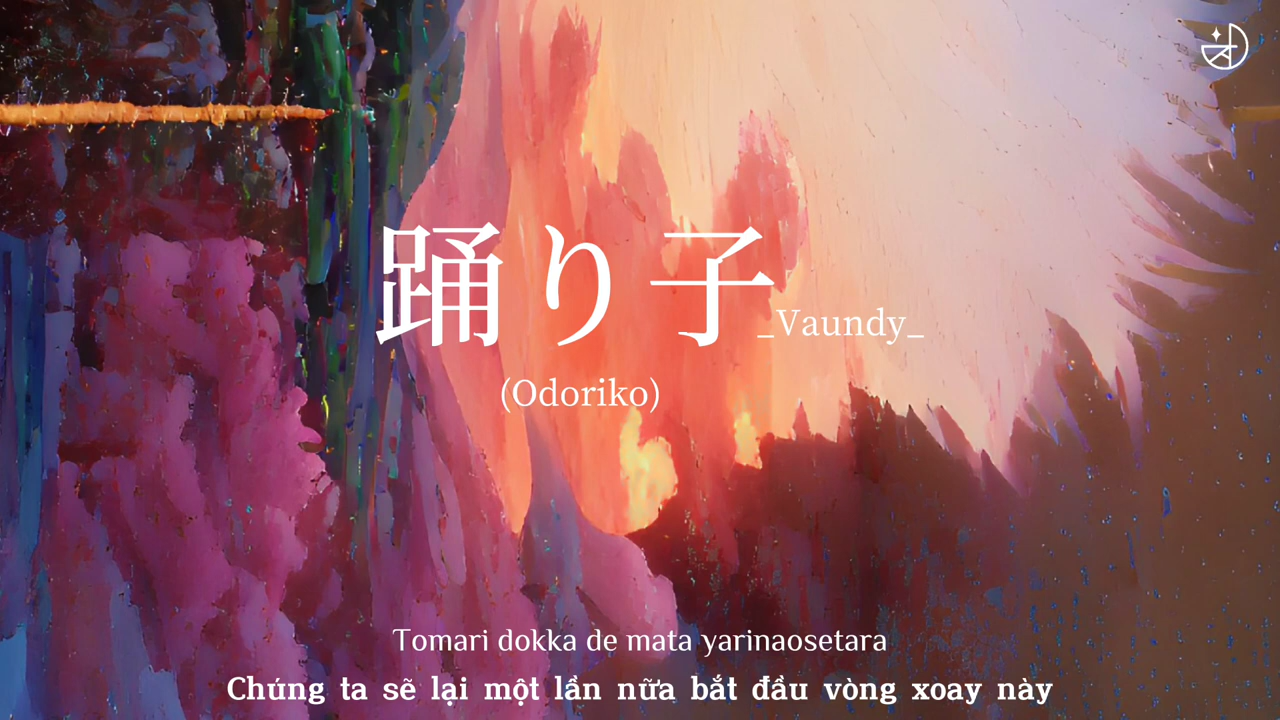 踊り子
_Vaundy_
(Odoriko)
Tomari dokka de mata yarinaosetara
Chúng ta sẽ lại một lần nữa bắt đầu vòng xoay này